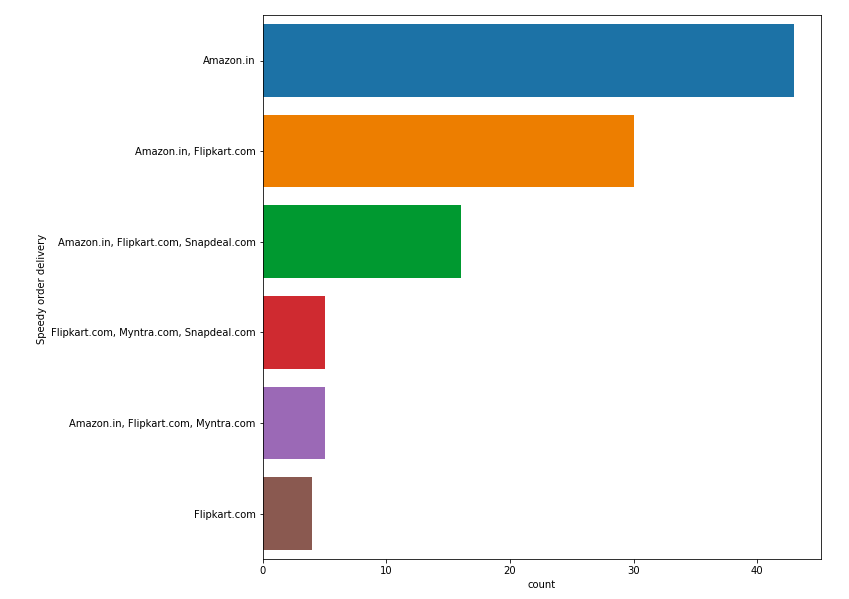 Speedy order delivery
Amazon.in
Amazon.in, Flipkart.com
Amazon.in, Flipkart.com, Snapdeal.com
Flipkart.com, Myntra.com, Snapdeal.com
Amazon.in, Flipkart.com, Myntra.com
Flipkart.com
0 10 20 30 40
count